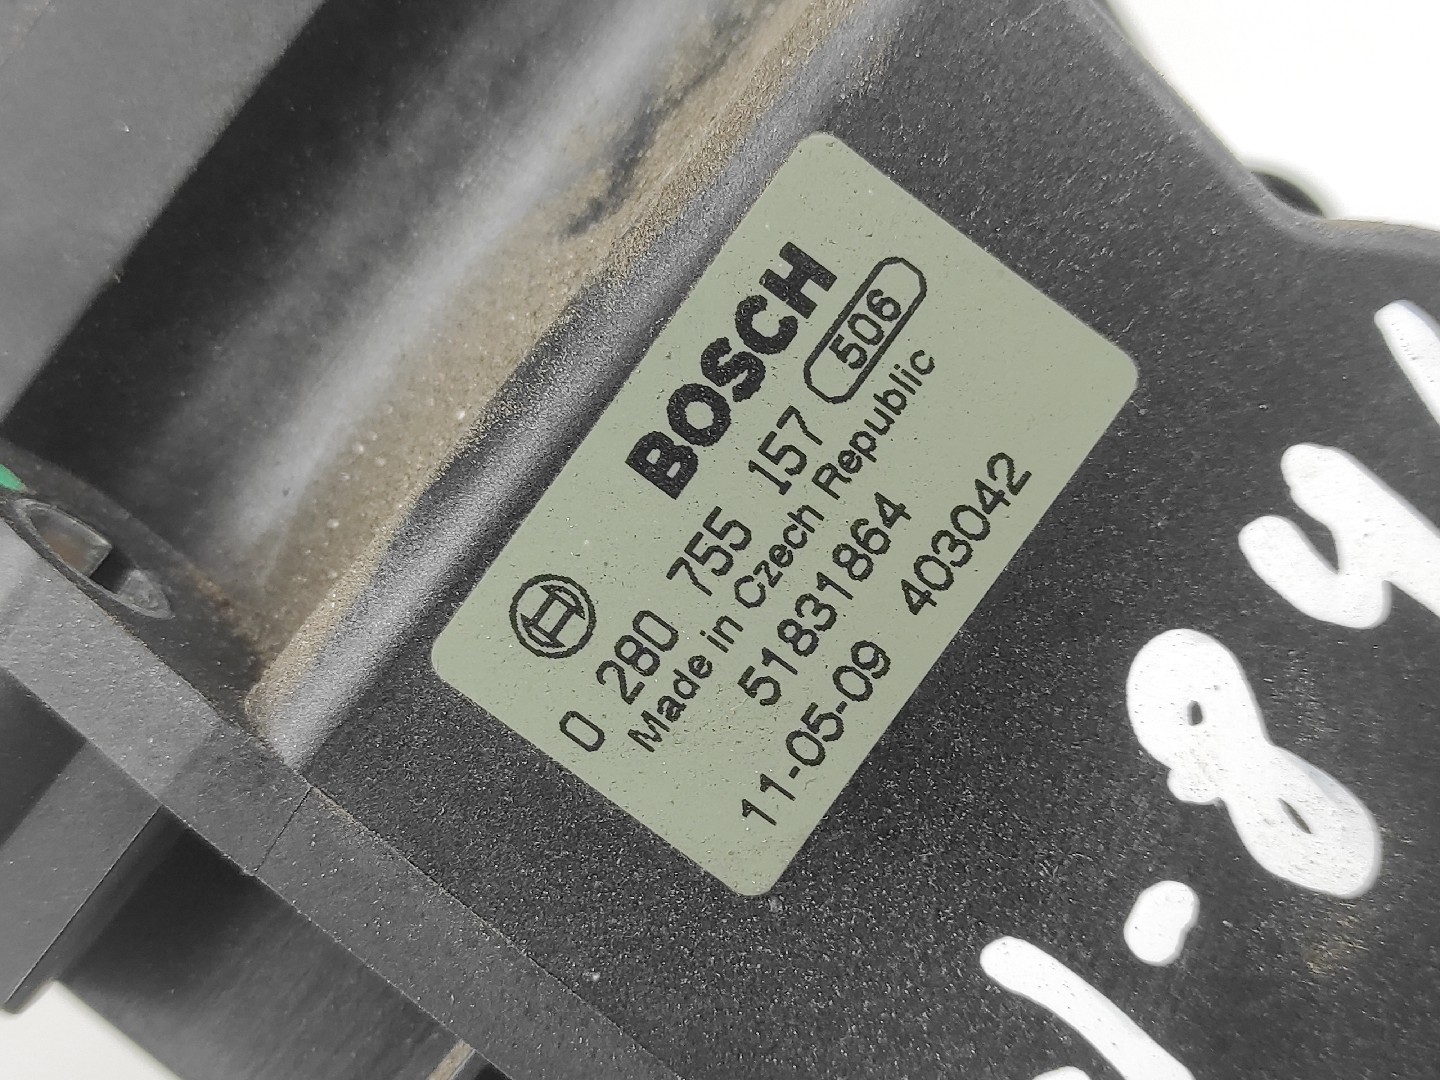 BOSCH
0 280 755 157 506
Made in Czech Republic
51831864
11-05-09 403042